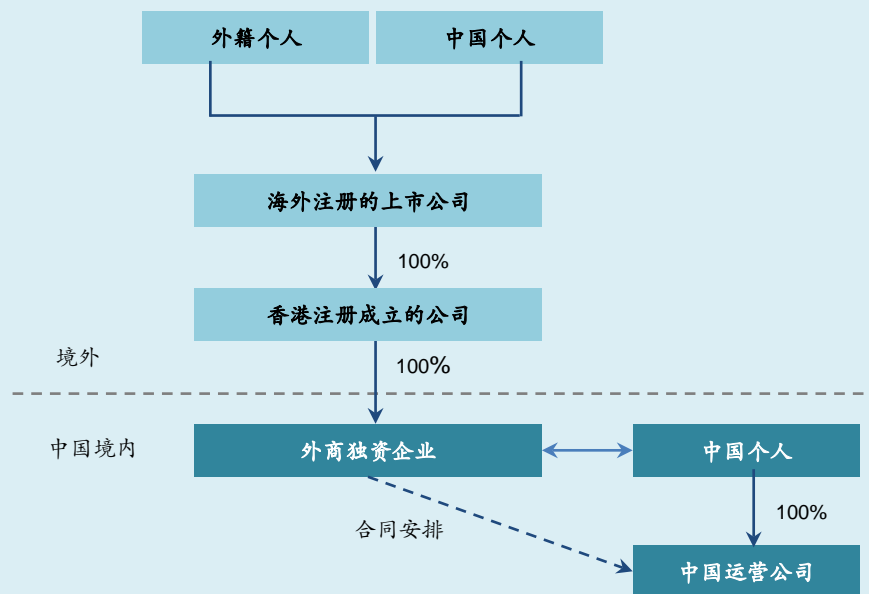 外籍个人
中国个人
海外注册的上市公司
100%
香港注册成立的公司
境外
100%
中国境内
外商独资企业
中国个人
100%
合同安排
中国运营公司